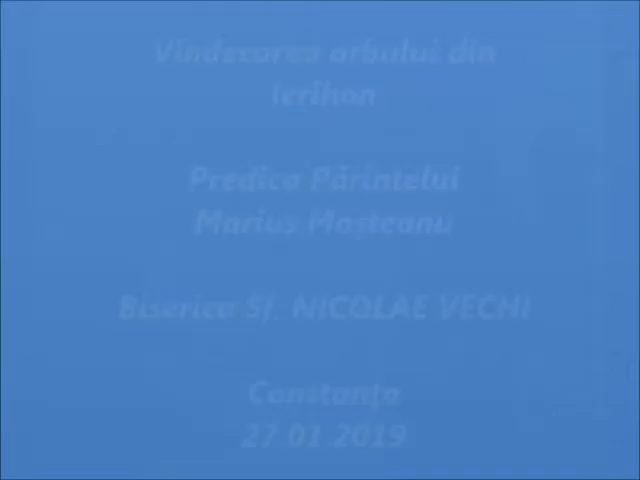 Vindecarea orbului din
Ierihon
Predica Părintelui
Marius Moșteanu
Biserica Sf. NICOLAE VECHI
Constanța
27 01 2019